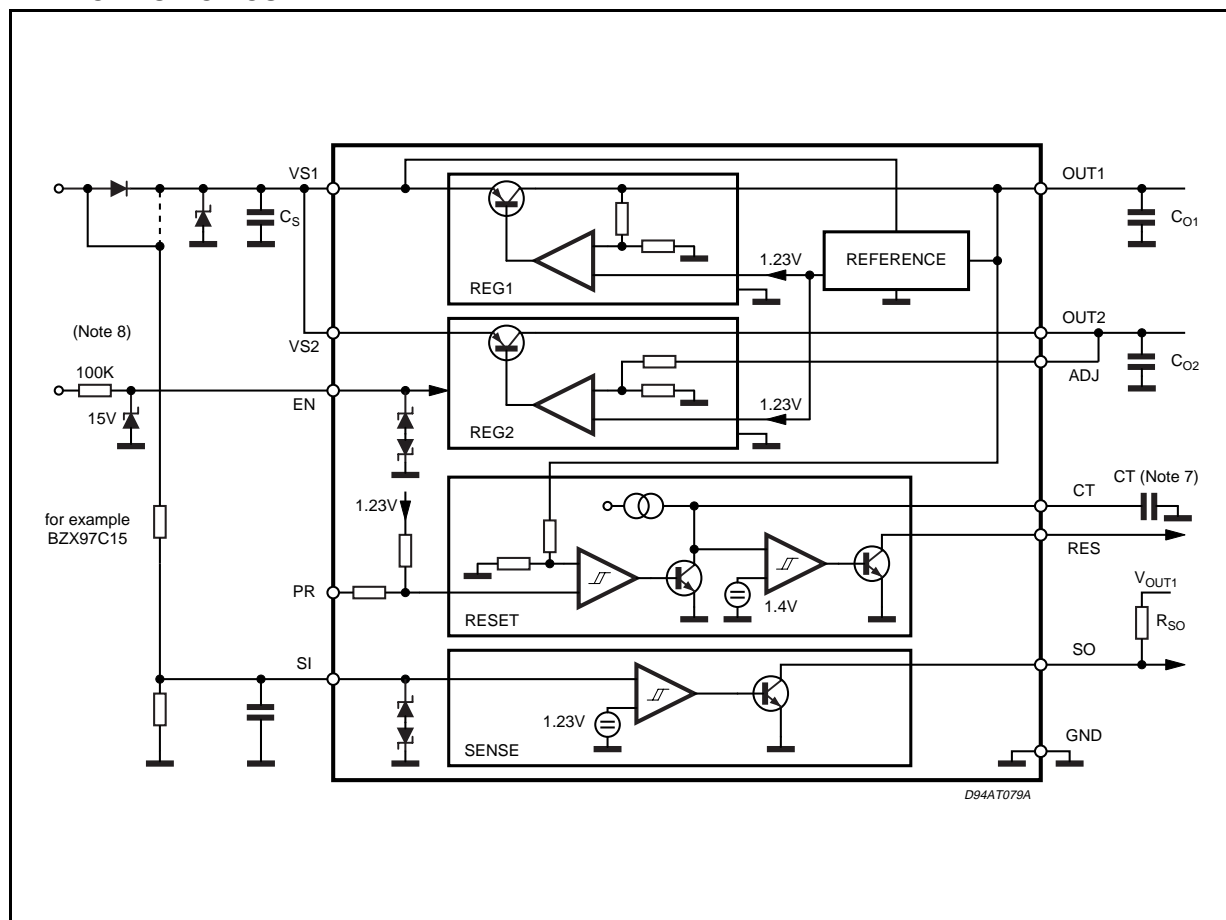 VS1
OUT1
C_S
C_O1
1.23V
REFERENCE
REG1
OUT2
(Note 8)
VS2
ADJ
C_O2
100K
EN
15V
1.23V
REG2
CT
CT (Note 7)
1.23V
for example
BZX97C15
RES
PR
1.4V
V_OUT1
RESET
R_SO
SI
SO
1.23V
SENSE
GND
D94AT079A